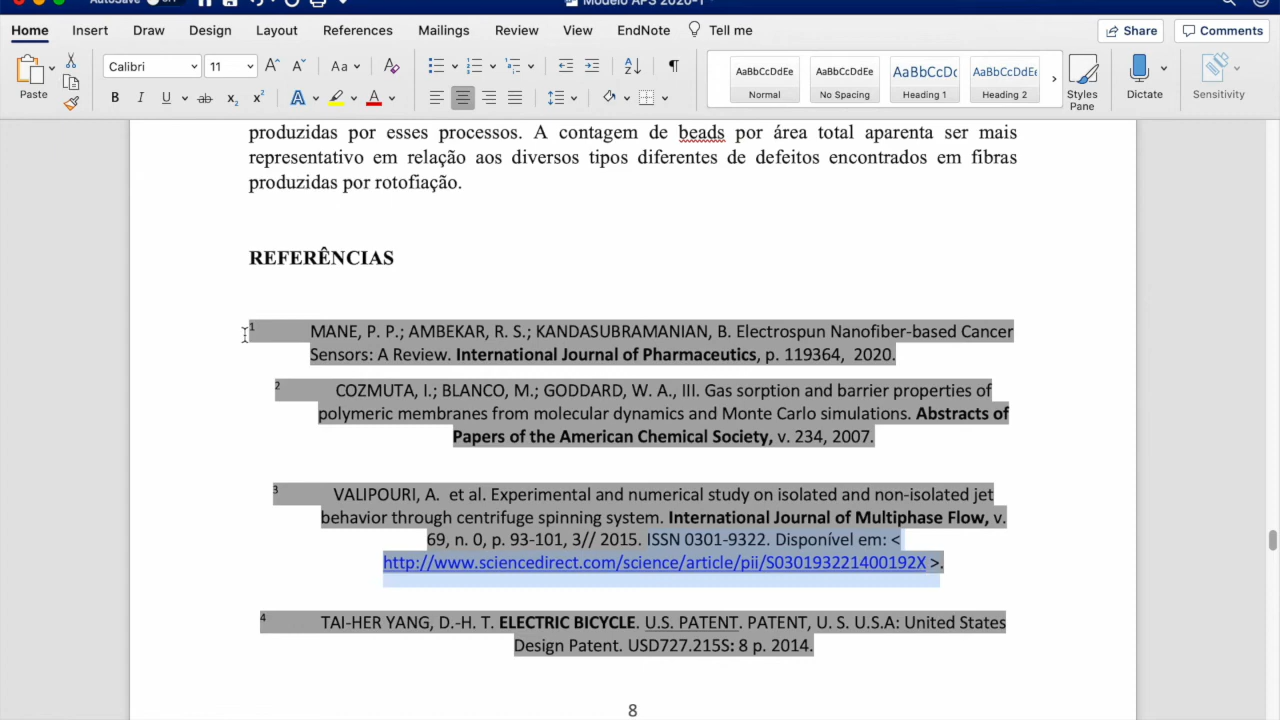 AutoSave
Modelo APS 2020-1
Home Insert Draw Design Layout References Mailings Review View EndNote Tell me Share Comments
Paste Calibri 11 Aa
B I U ab x₂ x² A A
AaBbCcDdEe AaBbCcDdEe AaBbCcDc AaBbCcDdEe
Normal No Spacing Heading 1 Heading 2 Styles Pane Dictate Sensitivity
produzidas por esses processos. A contagem de beads por área total aparenta ser mais
representativo em relação aos diversos tipos diferentes de defeitos encontrados em fibras
produzidas por rotofiação.
REFERÊNCIAS
1 MANE, P. P.; AMBEKAR, R. S.; KANDASUBRAMANIAN, B. Electrospun Nanofiber-based Cancer
Sensors: A Review. International Journal of Pharmaceutics, p. 119364, 2020.
2 COZMUTA, I.; BLANCO, M.; GODDARD, W. A., III. Gas sorption and barrier properties of
polymeric membranes from molecular dynamics and Monte Carlo simulations. Abstracts of
Papers of the American Chemical Society, v. 234, 2007.
3 VALIPOURI, A. et al. Experimental and numerical study on isolated and non-isolated jet
behavior through centrifuge spinning system. International Journal of Multiphase Flow, v.
69, n. 0, p. 93-101, 3// 2015. ISSN 0301-9322. Disponível em: <
http://www.sciencedirect.com/science/article/pii/S030193221400192X >.
4 TAI-HER YANG, D.-H. T. ELECTRIC BICYCLE. U.S. PATENT. PATENT, U. S. U.S.A: United States
Design Patent. USD727.215S: 8 p. 2014.
8